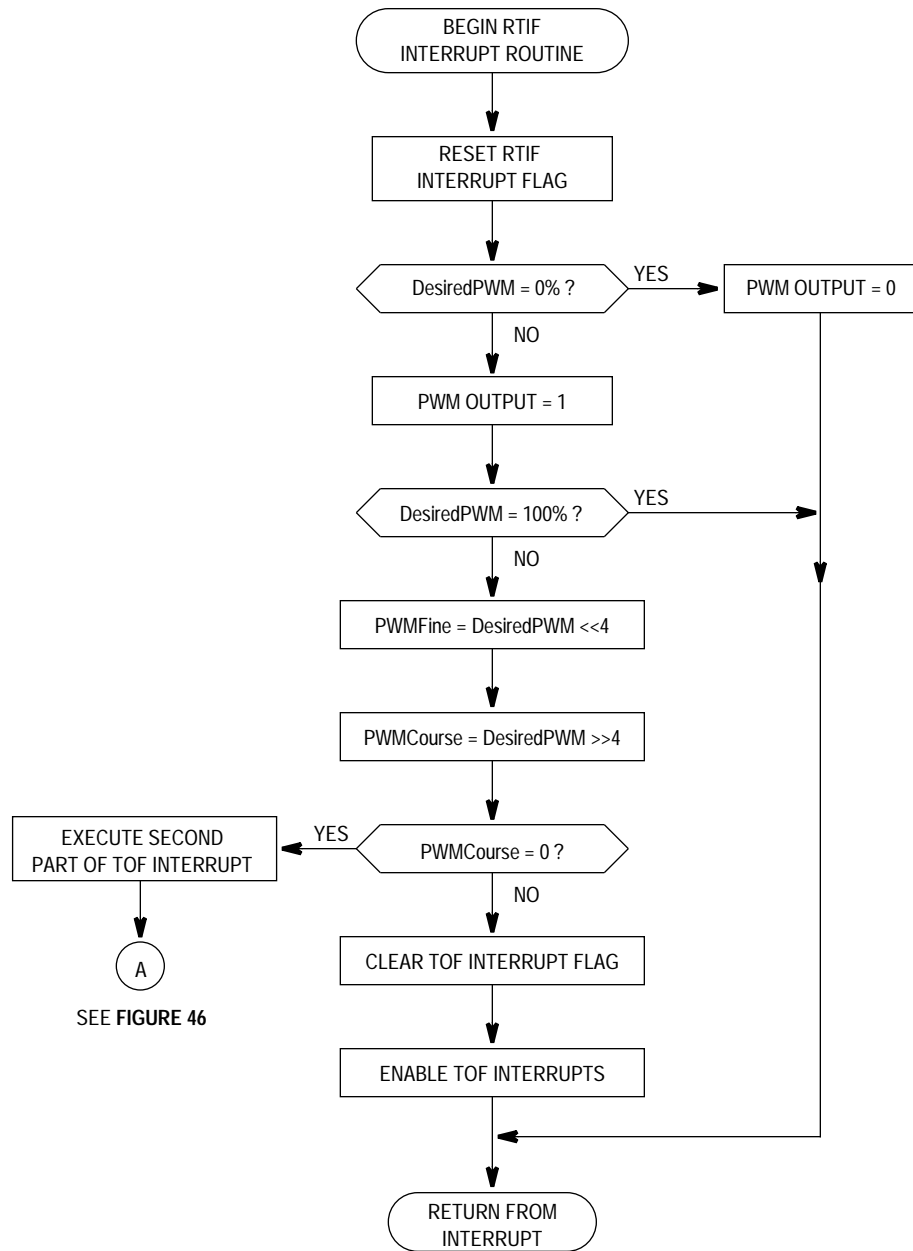 BEGIN RTIF
INTERRUPT ROUTINE
RESET RTIF
INTERRUPT FLAG
DesiredPWM = 0% ?
YES
PWM OUTPUT = 0
NO
PWM OUTPUT = 1
DesiredPWM = 100% ?
YES
NO
PWMFine = DesiredPWM <<4
PWMCourse = DesiredPWM >>4
PWMCourse = 0 ?
YES
EXECUTE SECOND
PART OF TOF INTERRUPT
A
SEE FIGURE 46
NO
CLEAR TOF INTERRUPT FLAG
ENABLE TOF INTERRUPTS
RETURN FROM
INTERRUPT